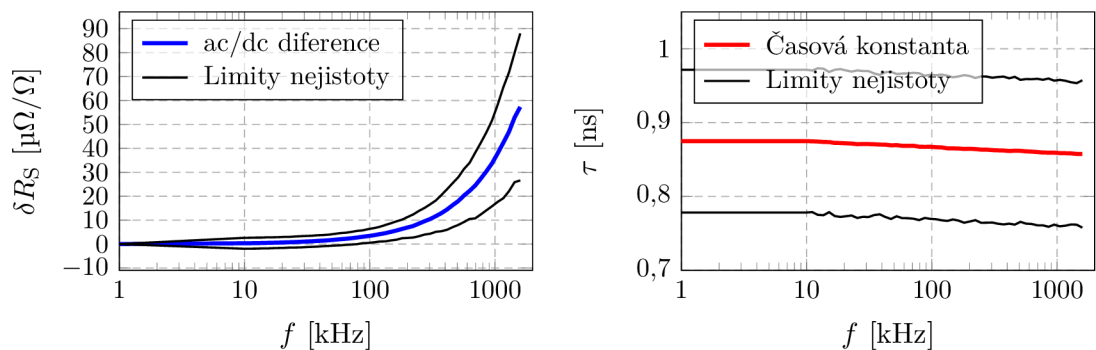 ac/dc diference
Limity nejistoty
δR_S [µΩ/Ω]
90
80
70
60
50
40
30
20
10
0
−10
1 10 100 1000
f [kHz]
Časová konstanta
Limity nejistoty
τ [ns]
1
0,9
0,8
0,7
1 10 100 1000
f [kHz]